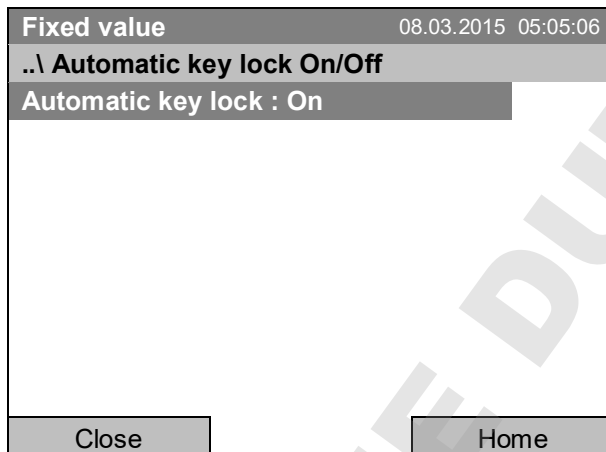 Fixed value 08.03.2015 05:05:06
..\ Automatic key lock On/Off
Automatic key lock : On
Close Home